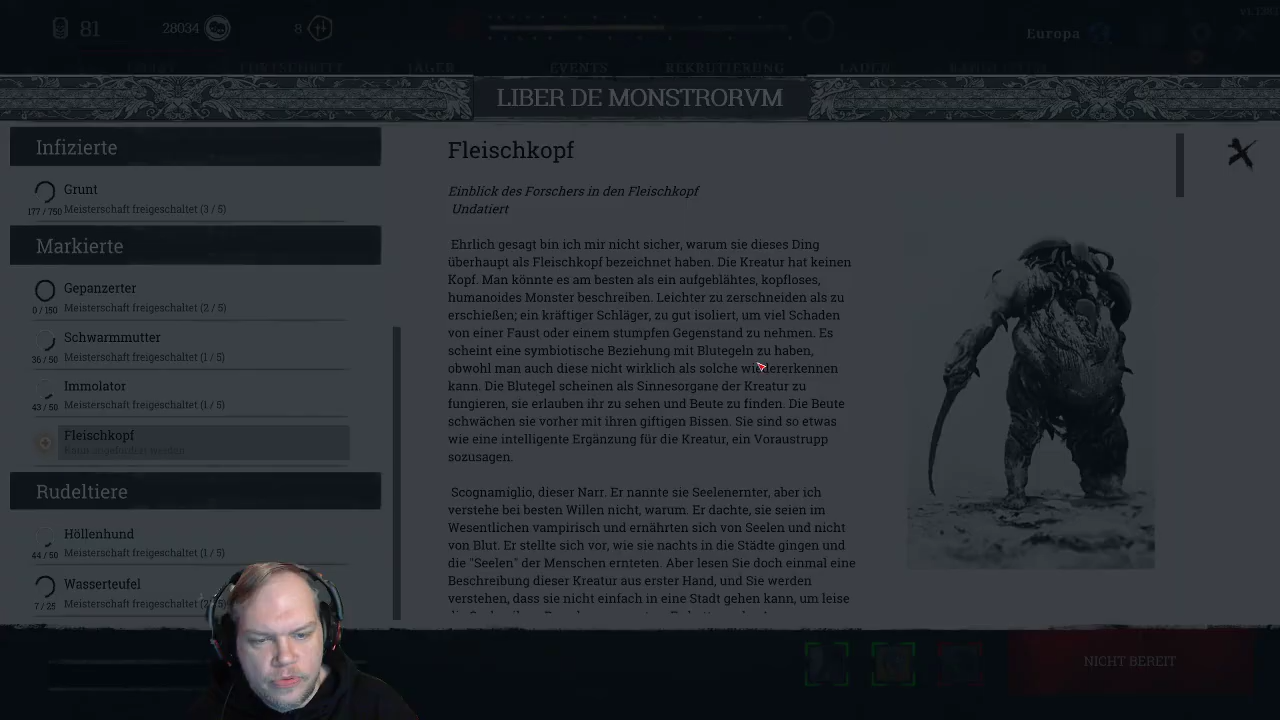 81
28034
8
Europa
EVENTS
REKRUTIERUNG
LIBER DE MONSTRORVM
Infizierte
Grunt
177 / 750 Meisterschaft freigeschaltet (3 / 5)
Markierte
Gepanzerter
0 / 150 Meisterschaft freigeschaltet (2 / 5)
Schwarmmutter
36 / 50 Meisterschaft freigeschaltet (1 / 5)
Immolator
43 / 50 Meisterschaft freigeschaltet (1 / 5)
Fleischkopf
Kann angefordert werden
Rudeltiere
Höllenhund
44 / 50 Meisterschaft freigeschaltet (1 / 5)
Wasserteufel
7 / 25 Meisterschaft freigeschaltet
Fleischkopf
Einblick des Forschers in den Fleischkopf
Undatiert
Ehrlich gesagt bin ich mir nicht sicher, warum sie dieses Ding
überhaupt als Fleischkopf bezeichnet haben. Die Kreatur hat keinen
Kopf. Man könnte es am besten als ein aufgeblähtes, kopfloses,
humanoides Monster beschreiben. Leichter zu zerschneiden als zu
erschießen; ein kräftiger Schläger, zu gut isoliert, um viel Schaden
von einer Faust oder einem stumpfen Gegenstand zu nehmen. Es
scheint eine symbiotische Beziehung mit Blutegeln zu haben,
obwohl man auch diese nicht wirklich als solche wiedererkennen
kann. Die Blutegel scheinen als Sinnesorgane der Kreatur zu
fungieren, sie erlauben ihr zu sehen und Beute zu finden. Die Beute
schwächen sie vorher mit ihren giftigen Bissen. Sie sind so etwas
wie eine intelligente Ergänzung für die Kreatur, ein Voraustrupp
sozusagen.
Scognamiglio, dieser Narr. Er nannte sie Seelenernter, aber ich
verstehe bei besten Willen nicht, warum. Er dachte, sie seien im
Wesentlichen vampirisch und ernährten sich von Seelen und nicht
von Blut. Er stellte sich vor, wie sie nachts in die Städte gingen und
die "Seelen" der Menschen ernteten. Aber lesen Sie doch einmal eine
Beschreibung dieser Kreatur aus erster Hand, und Sie werden
verstehen, dass sie nicht einfach in eine Stadt gehen kann, um leise
NICHT BEREIT